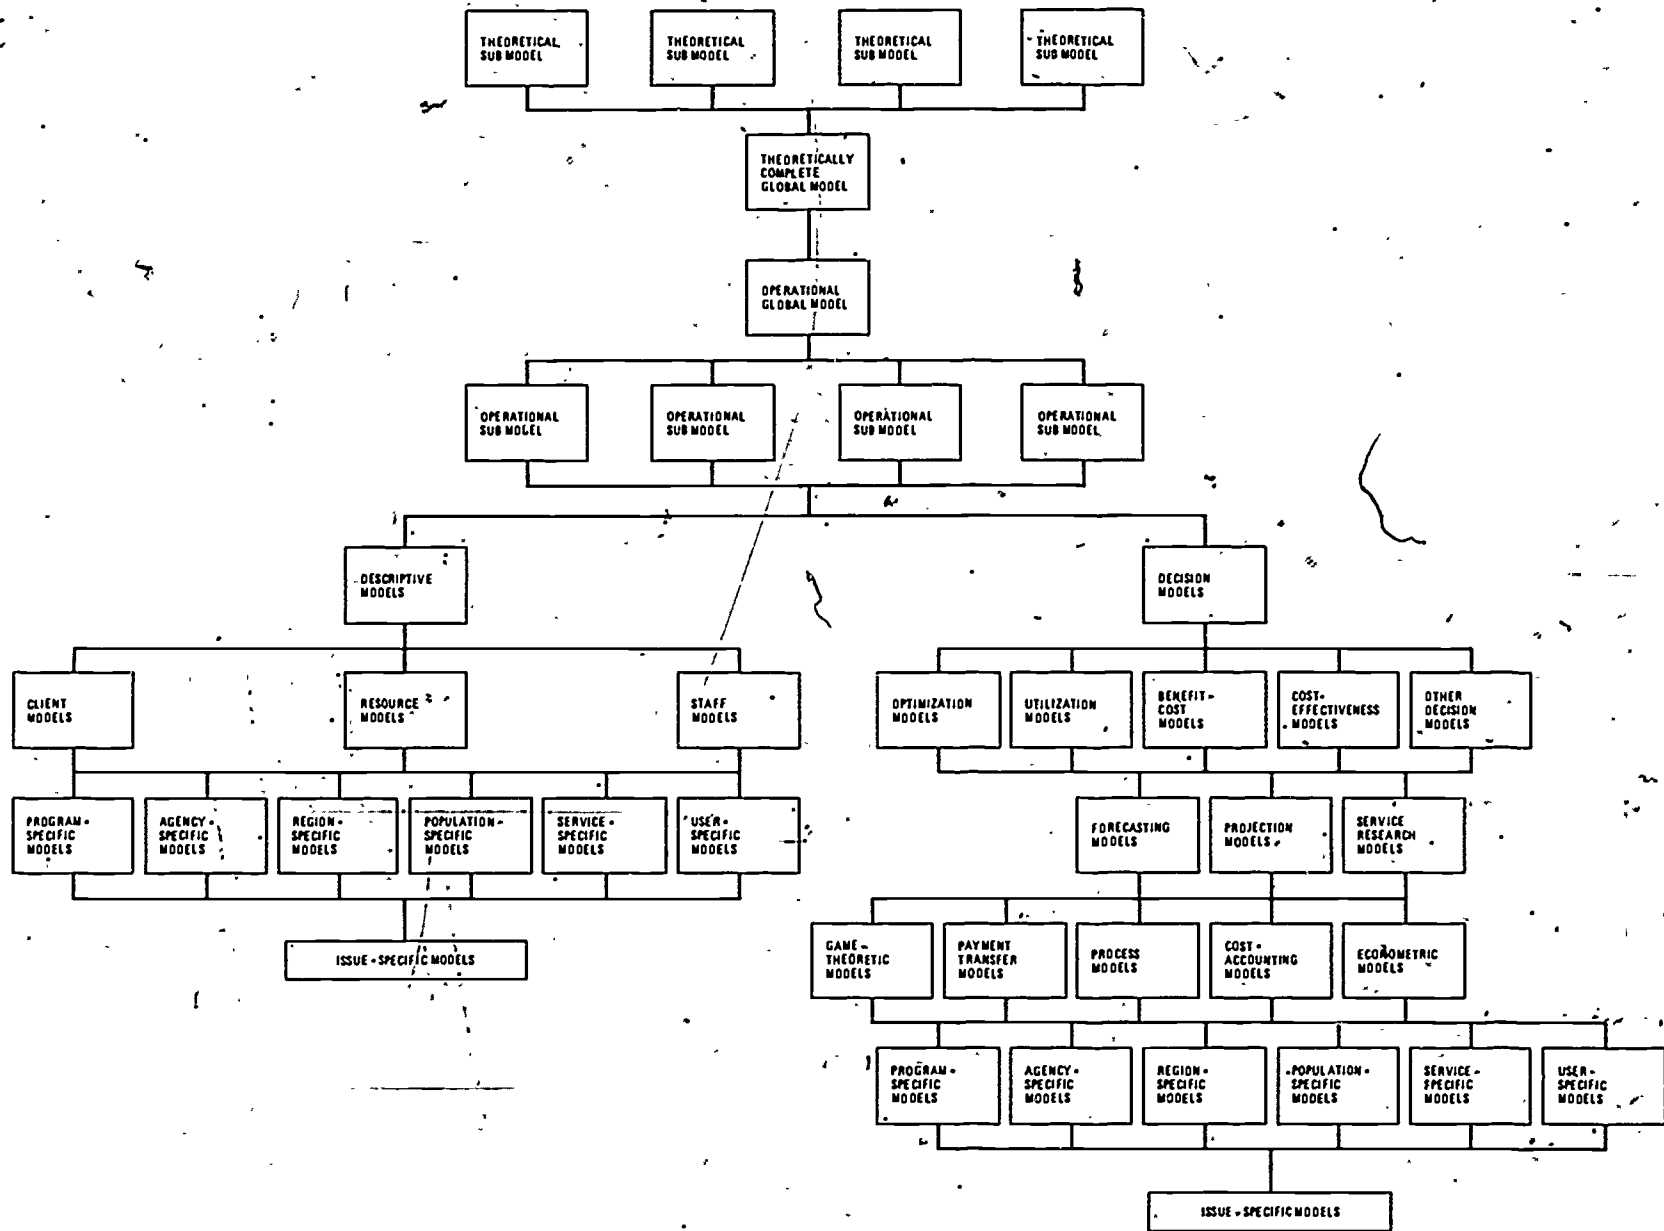 THEORETICAL
SUB MODEL
THEORETICAL
SUB MODEL
THEORETICAL
SUB MODEL
THEORETICAL
SUB MODEL
THEORETICALLY
COMPLETE
GLOBAL MODEL
OPERATIONAL
GLOBAL MODEL
OPERATIONAL
SUB MODEL
OPERATIONAL
SUB MODEL
OPERATIONAL
SUB MODEL
OPERATIONAL
SUB MODEL
DESCRIPTIVE
MODELS
DECISION
MODELS
CLIENT
MODELS
RESOURCE
MODELS
STAFF
MODELS
OPTIMIZATION
MODELS
UTILIZATION
MODELS
BENEFIT-
COST
MODELS
COST-
EFFECTIVENESS
MODELS
OTHER
DECISION
MODELS
PROGRAM-
SPECIFIC
MODELS
AGENCY-
SPECIFIC
MODELS
REGION-
SPECIFIC
MODELS
POPULATION-
SPECIFIC
MODELS
SERVICE-
SPECIFIC
MODELS
USER-
SPECIFIC
MODELS
FORECASTING
MODELS
PROJECTION
MODELS
SERVICE
RESEARCH
MODELS
ISSUE-SPECIFIC MODELS
GAME-
THEORETIC
MODELS
PAYMENT
TRANSFER
MODELS
PROCESS
MODELS
COST-
ACCOUNTING
MODELS
ECONOMETRIC
MODELS
PROGRAM-
SPECIFIC
MODELS
AGENCY-
SPECIFIC
MODELS
REGION-
SPECIFIC
MODELS
POPULATION-
SPECIFIC
MODELS
SERVICE-
SPECIFIC
MODELS
USER-
SPECIFIC
MODELS
ISSUE-SPECIFIC MODELS